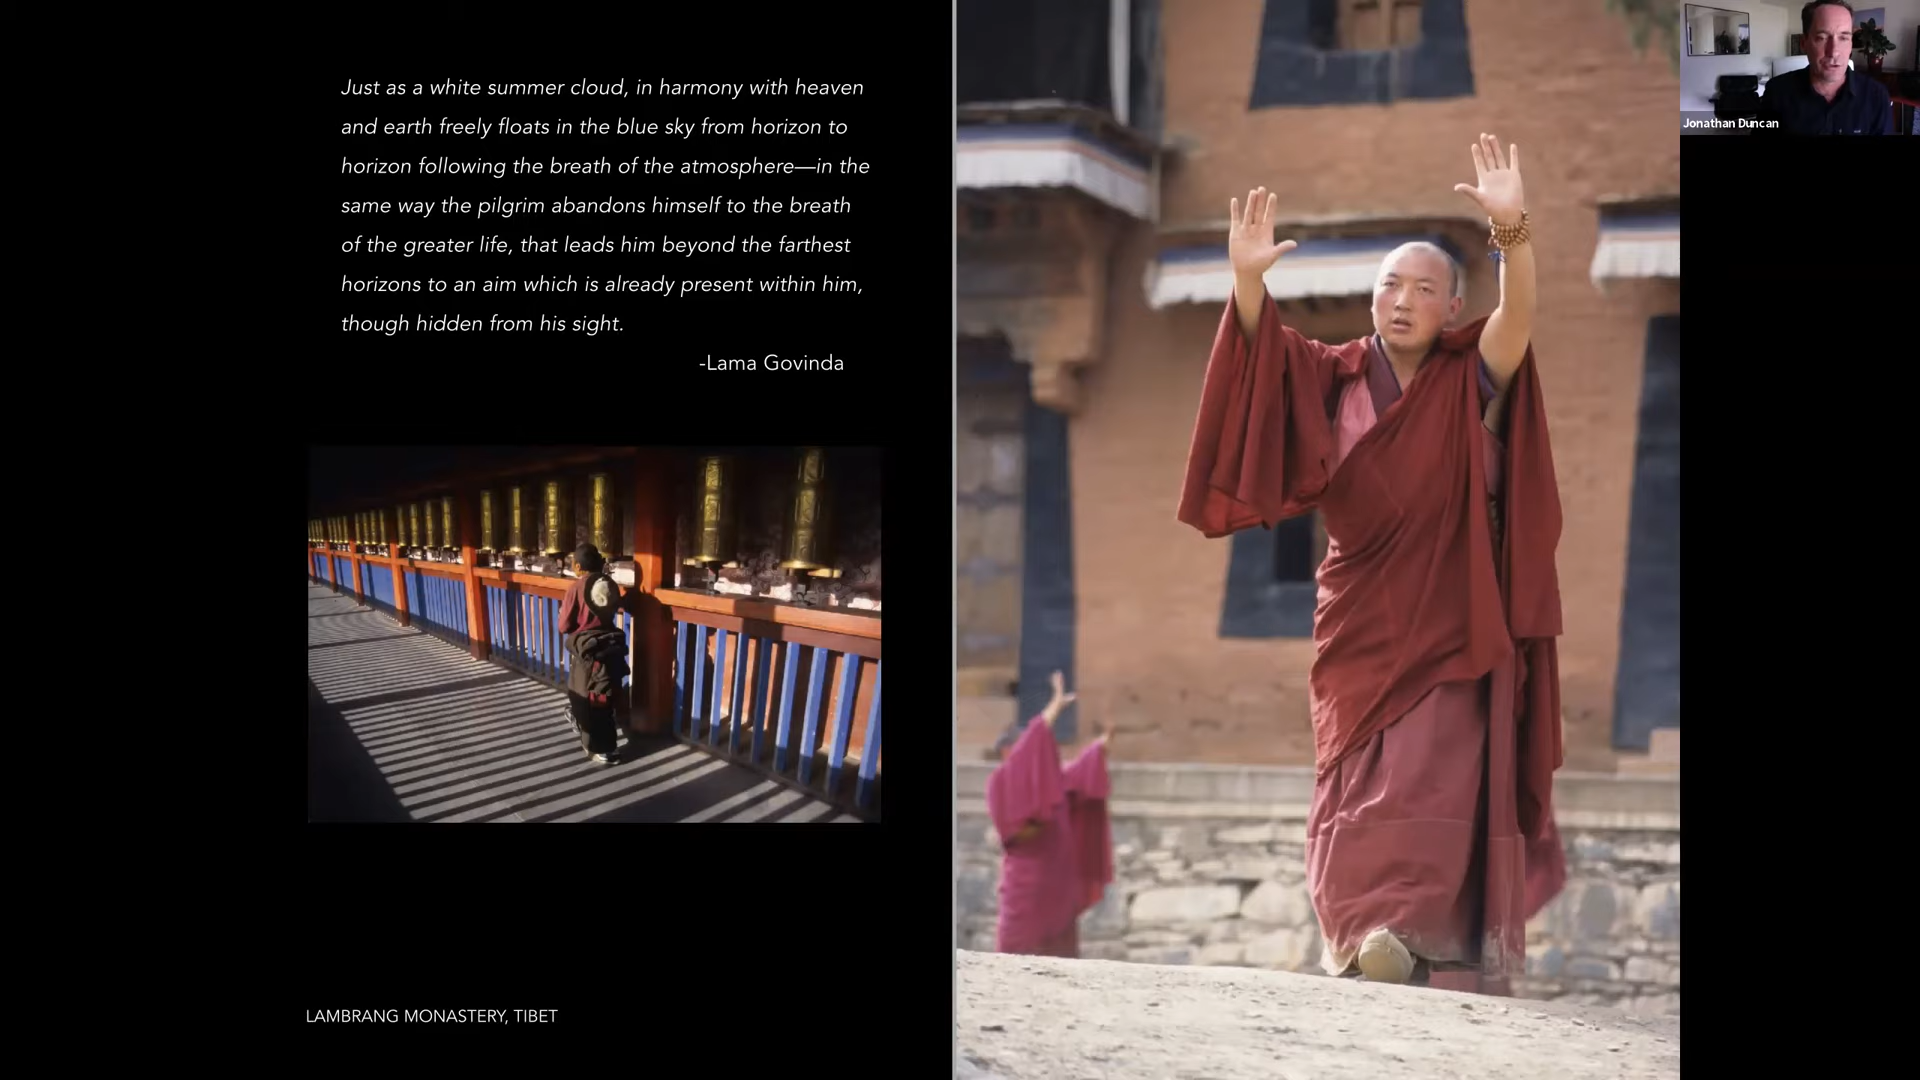 Just as a white summer cloud, in harmony with heaven
and earth freely floats in the blue sky from horizon to
horizon following the breath of the atmosphere—in the
same way the pilgrim abandons himself to the breath
of the greater life, that leads him beyond the farthest
horizons to an aim which is already present within him,
though hidden from his sight.
-Lama Govinda
LAMBRANG MONASTERY, TIBET
Jonathan Duncan